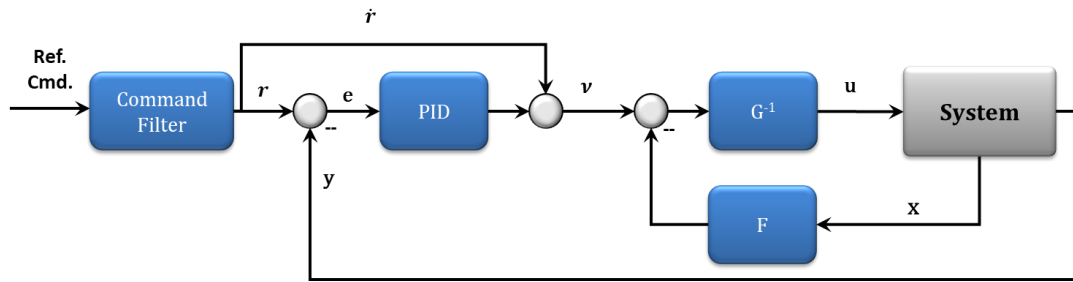 ṙ
Ref.
Cmd.
Command
Filter
r
e
PID
ν
G⁻¹
u
System
--
--
y
F
x